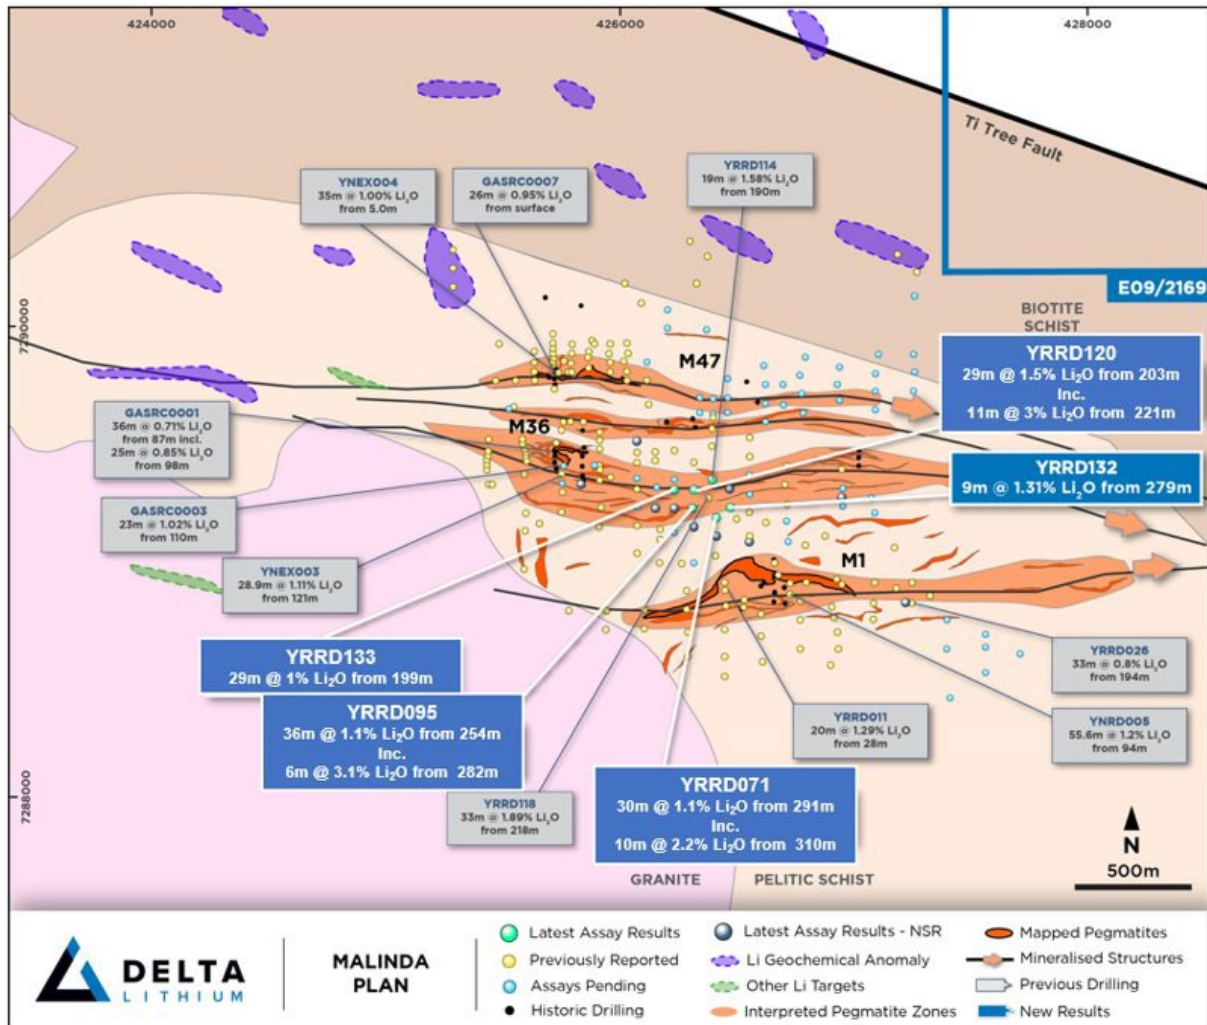 424000
426000
428000
Ti Tree Fault
YRRD114
19m @ 1.58% Li₂O
from 190m
YNEX004
35m @ 1.00% Li₂O
from 5.0m
GASRC0007
26m @ 0.95% Li₂O
from surface
E09/2169
7290000
BIOTITE
SCHIST
M47
YRRD120
29m @ 1.5% Li₂O from 203m
Inc.
11m @ 3% Li₂O from 221m
GASRC0001
36m @ 0.71% Li₂O
from 87m incl.
25m @ 0.85% Li₂O
from 98m
M36
YRRD132
9m @ 1.31% Li₂O from 279m
GASRC0003
23m @ 1.02% Li₂O
from 110m
YNEX003
28.9m @ 1.11% Li₂O
from 121m
M1
YRRD133
29m @ 1% Li₂O from 199m
YRRD026
33m @ 0.8% Li₂O
from 194m
YRRD095
36m @ 1.1% Li₂O from 254m
Inc.
6m @ 3.1% Li₂O from 282m
YRRD011
20m @ 1.29% Li₂O
from 28m
YNRD005
55.6m @ 1.2% Li₂O
from 94m
7288000
YRRD118
33m @ 1.89% Li₂O
from 218m
YRRD071
30m @ 1.1% Li₂O from 291m
Inc.
10m @ 2.2% Li₂O from 310m
N
500m
GRANITE
PELITIC SCHIST
DELTA
LITHIUM
MALINDA
PLAN
Latest Assay Results
Previously Reported
Assays Pending
Historic Drilling
Latest Assay Results - NSR
Li Geochemical Anomaly
Other Li Targets
Interpreted Pegmatite Zones
Mapped Pegmatites
Mineralised Structures
Previous Drilling
New Results